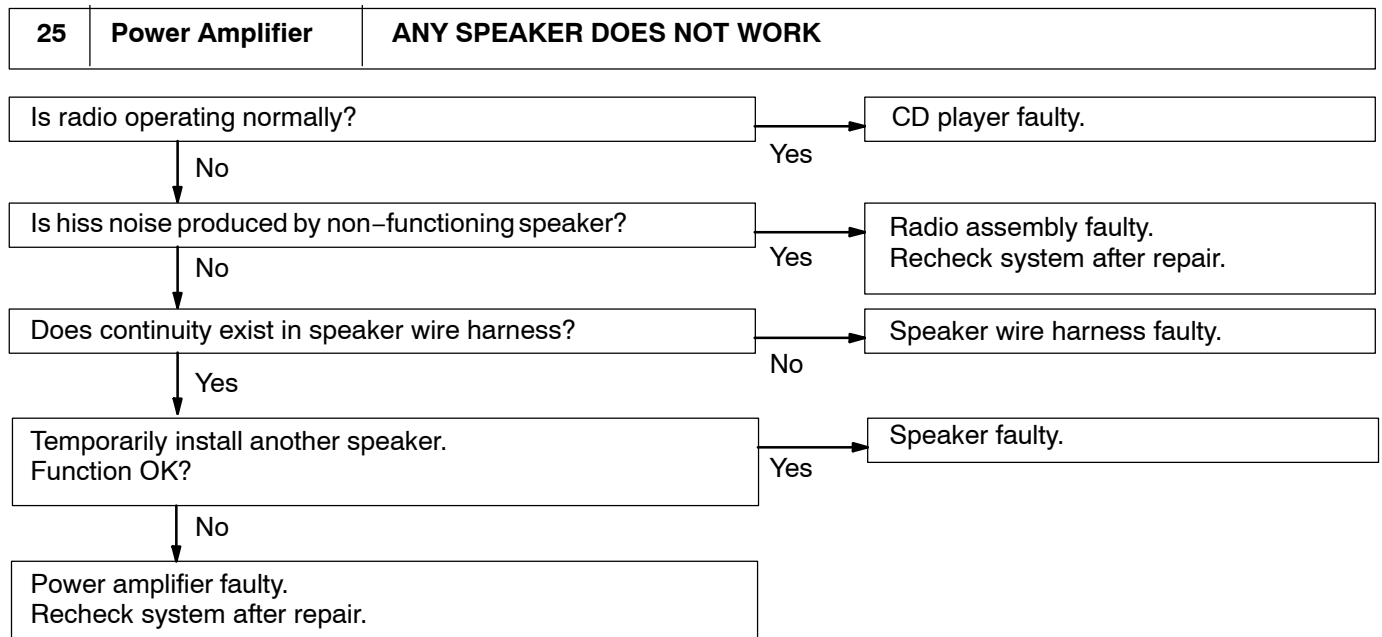 25 Power Amplifier ANY SPEAKER DOES NOT WORK
Is radio operating normally?
CD player faulty.
Yes
No
Is hiss noise produced by non−functioning speaker?
Radio assembly faulty.
Recheck system after repair.
Yes
No
Does continuity exist in speaker wire harness?
Speaker wire harness faulty.
No
Yes
Temporarily install another speaker.
Function OK?
Speaker faulty.
Yes
No
Power amplifier faulty.
Recheck system after repair.